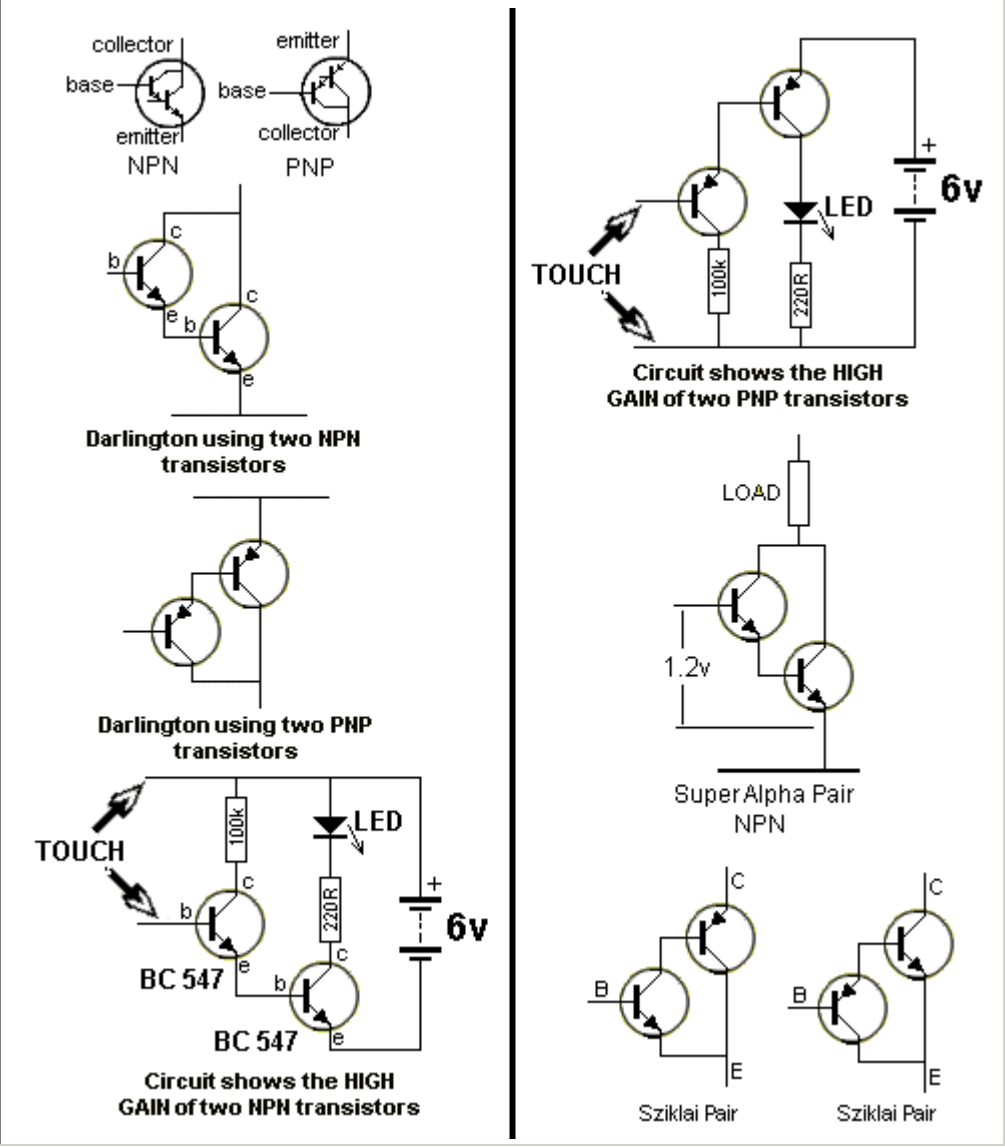 collector
base
emitter
NPN
emitter
base
collector
PNP
c
b
e
b
c
e
Darlington using two NPN
transistors
Darlington using two PNP
transistors
TOUCH
100k
LED
220R
c
b
e
BC 547
b
c
e
BC 547
+
6v
Circuit shows the HIGH
GAIN of two NPN transistors
TOUCH
100k
LED
220R
+
6v
Circuit shows the HIGH
GAIN of two PNP transistors
LOAD
1.2v
Super Alpha Pair
NPN
C
B
E
Sziklai Pair
C
B
E
Sziklai Pair